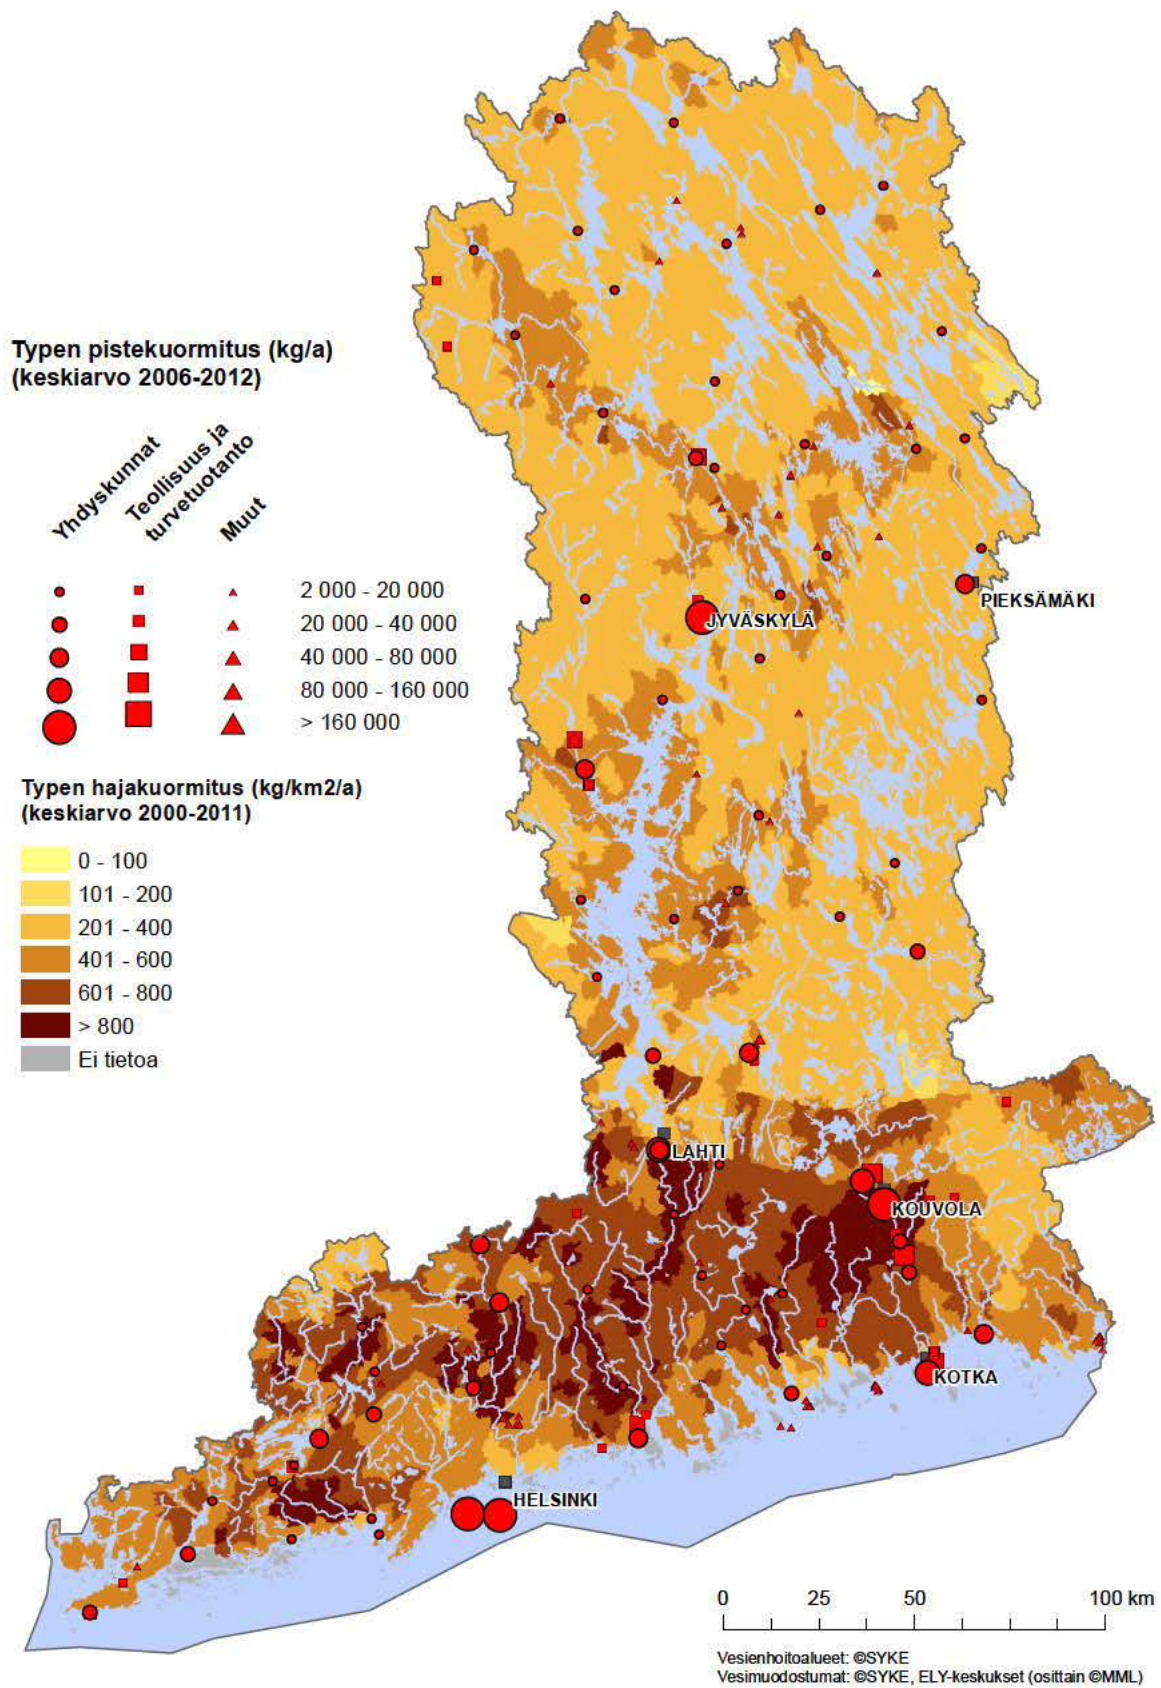 Typen pistekuormitus (kg/a)
(keskiarvo 2006-2012)
Yhdyskunnat
Teollisuus ja
turvetuotanto
Muut
2 000 - 20 000
20 000 - 40 000
40 000 - 80 000
80 000 - 160 000
> 160 000
Typen hajakuormitus (kg/km2/a)
(keskiarvo 2000-2011)
0 - 100
101 - 200
201 - 400
401 - 600
601 - 800
> 800
Ei tietoa
PIEKSÄMÄKI
JYVÄSKYLÄ
LAHTI
KOUVOLA
KOTKA
HELSINKI
0 25 50 100 km
Vesienhoitoalueet: ©SYKE
Vesimuodostumat: ©SYKE, ELY-keskukset (osittain ©MML)